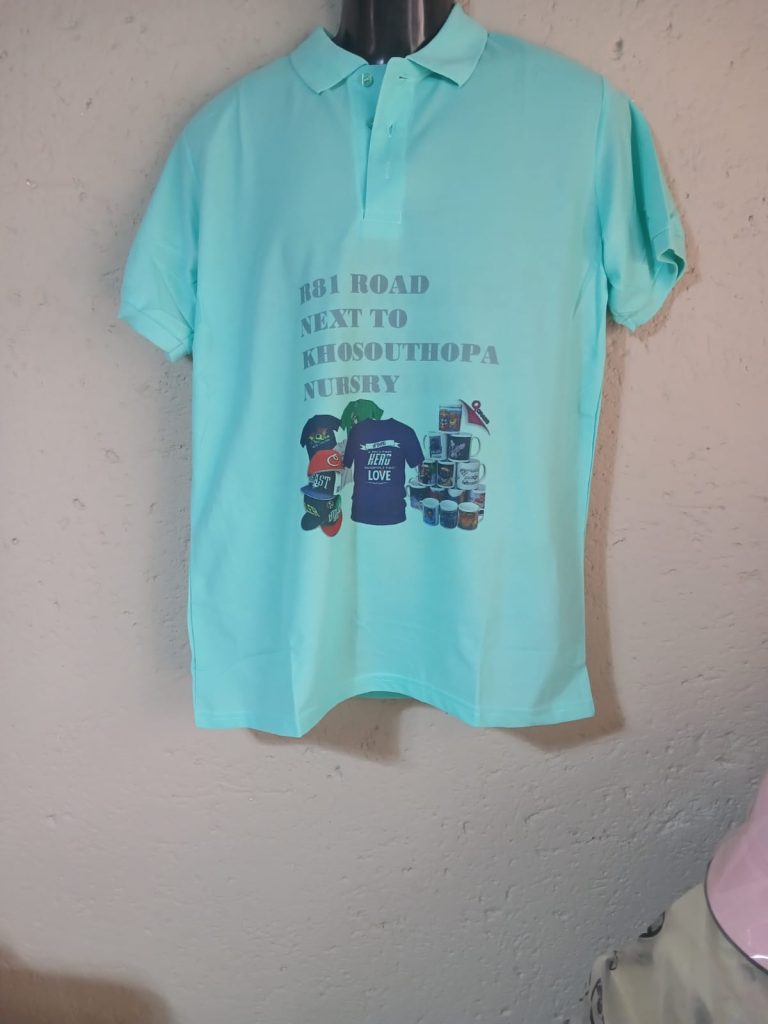 R81 ROAD
NEXT TO
KHOSOUTHOPA
NURSRY
HERO
LOVE